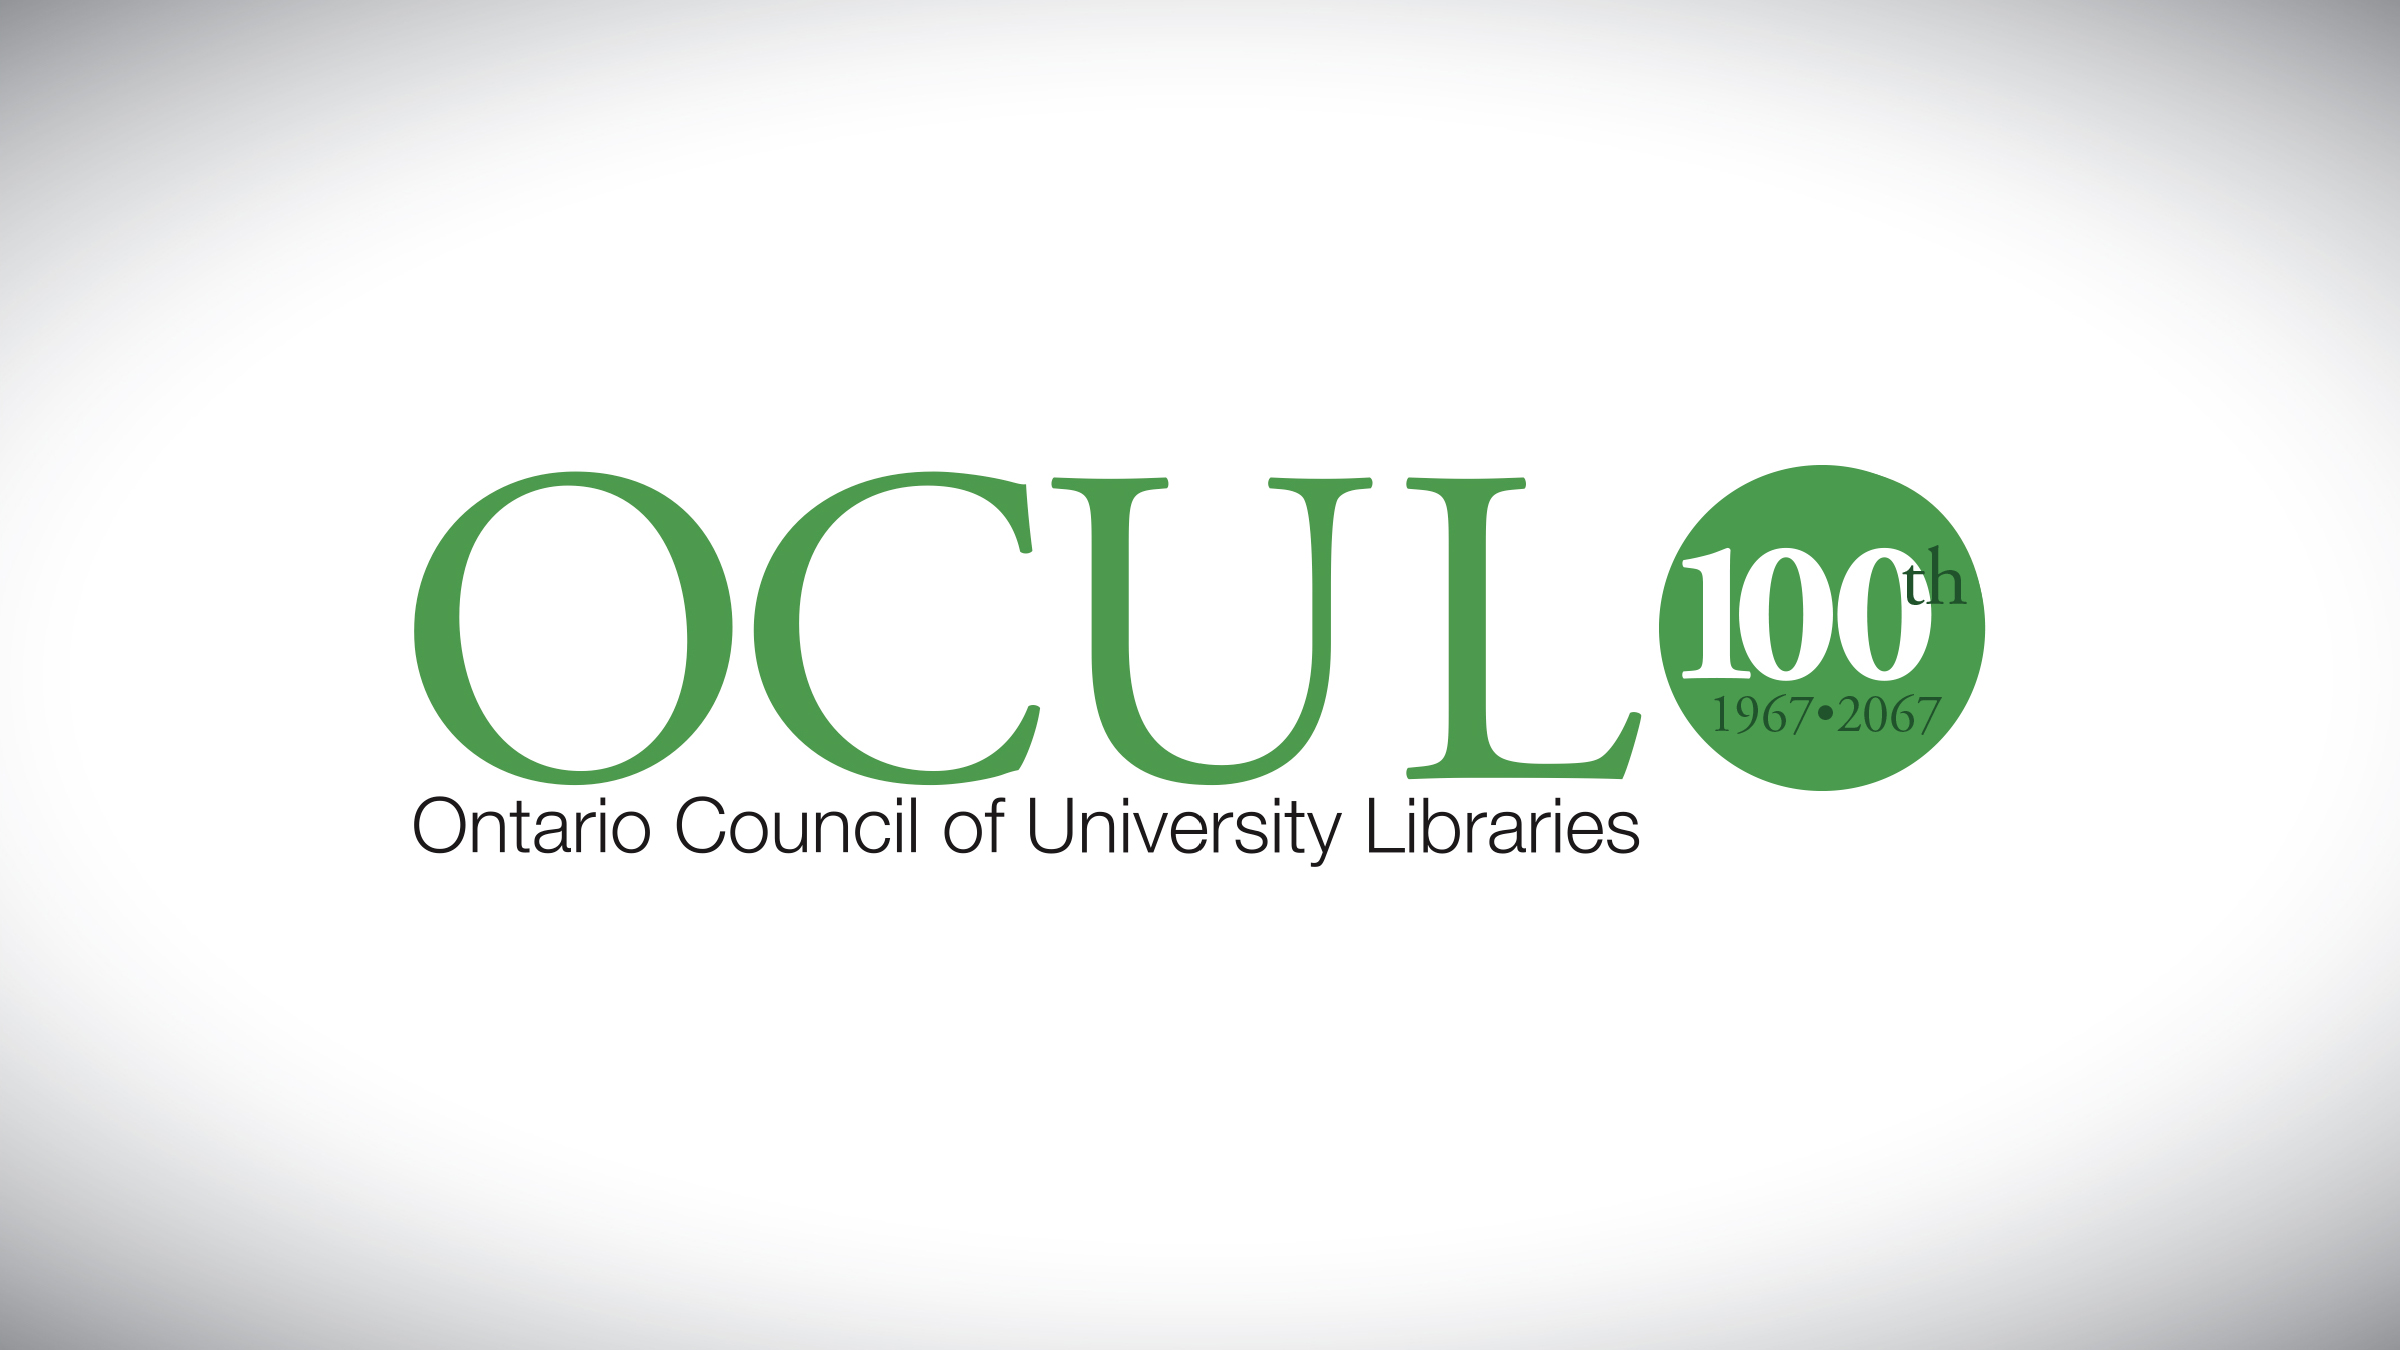 OCUL
100th
1967•2067
Ontario Council of University Libraries